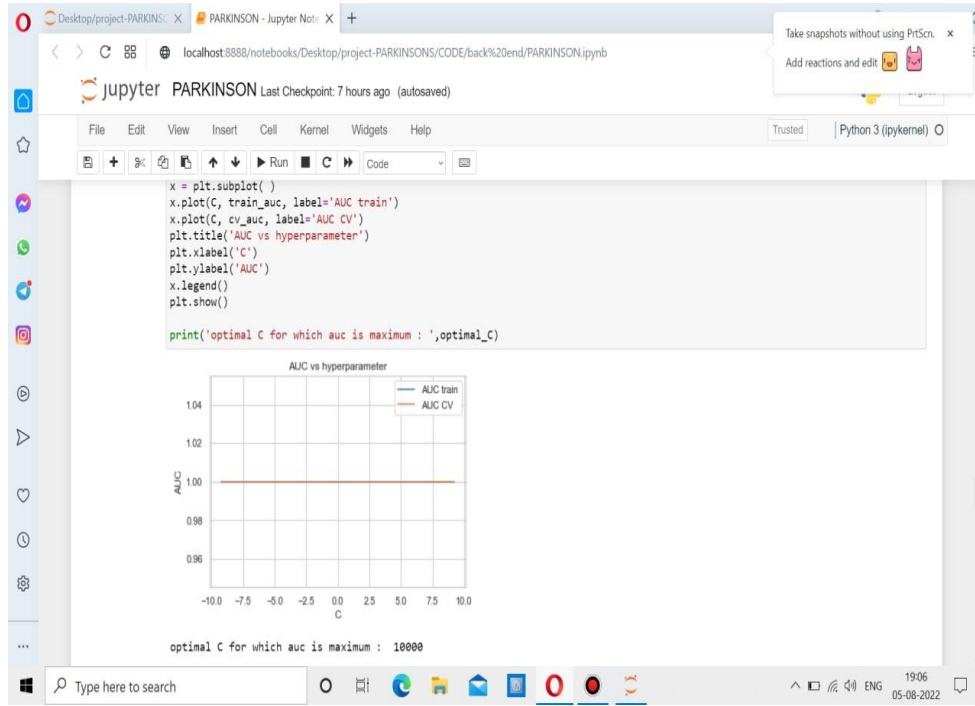 Desktop/project-PARKINS X
PARKINSON - Jupyter Note X +
Take snapshots without using PrtScn. x
Add reactions and edit
localhost:8888/notebooks/Desktop/project-PARKINSONS/CODE/back%20end/PARKINSON.ipynb
jupyter PARKINSON Last Checkpoint: 7 hours ago (autosaved)
File Edit View Insert Cell Kernel Widgets Help
Trusted Python 3 (ipykernel)
Run Code
x = plt.subplot( )
x.plot(C, train_auc, label='AUC train')
x.plot(C, cv_auc, label='AUC CV')
plt.title('AUC vs hyperparameter')
plt.xlabel('C')
plt.ylabel('AUC')
x.legend()
plt.show()
print('optimal C for which auc is maximum : ',optimal_C)
AUC vs hyperparameter
AUC train
AUC CV
1.04
1.02
1.00
0.98
0.96
AUC
−10.0 −7.5 −5.0 −2.5 0.0 2.5 5.0 7.5 10.0
C
optimal C for which auc is maximum : 10000
Type here to search
ENG
19:06
05-08-2022